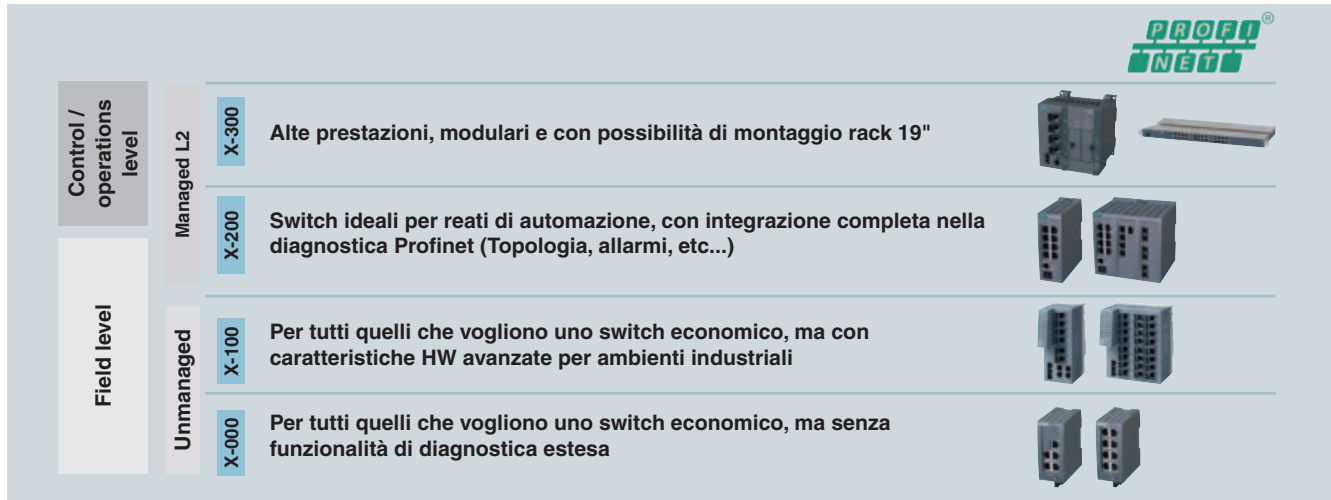 PROFI
NET®
Control /
operations
level
Managed L2
X-300
Alte prestazioni, modulari e con possibilità di montaggio rack 19"
X-200
Switch ideali per reati di automazione, con integrazione completa nella
diagnostica Profinet (Topologia, allarmi, etc...)
Field level
Unmanaged
X-100
Per tutti quelli che vogliono uno switch economico, ma con
caratteristiche HW avanzate per ambienti industriali
X-000
Per tutti quelli che vogliono uno switch economico, ma senza
funzionalità di diagnostica estesa